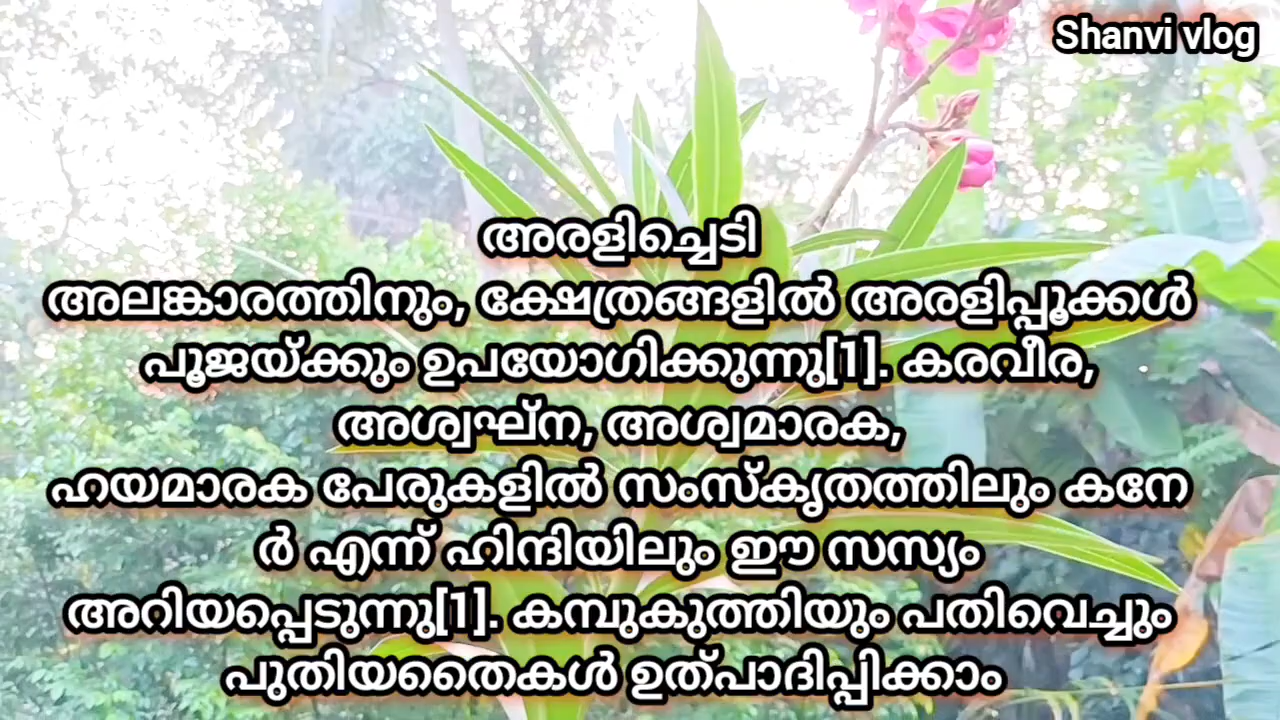 Shanvi vlog
അരളിച്ചെടി
അലങ്കാരത്തിനും, ക്ഷേത്രങ്ങളിൽ അരളിപ്പൂക്കൾ
പൂജയ്ക്കും ഉപയോഗിക്കുന്നു[1]. കരവീര,
അശ്വഘ്ന, അശ്വമാരക,
ഹയമാരക പേരുകളിൽ സംസ്കൃതത്തിലും കനേ
ർ എന്ന് ഹിന്ദിയിലും ഈ സസ്യം
അറിയപ്പെടുന്നു[1]. കമ്പുകുത്തിയും പതിവെച്ചും
പുതിയതൈകൾ ഉത്പാദിപ്പിക്കാം